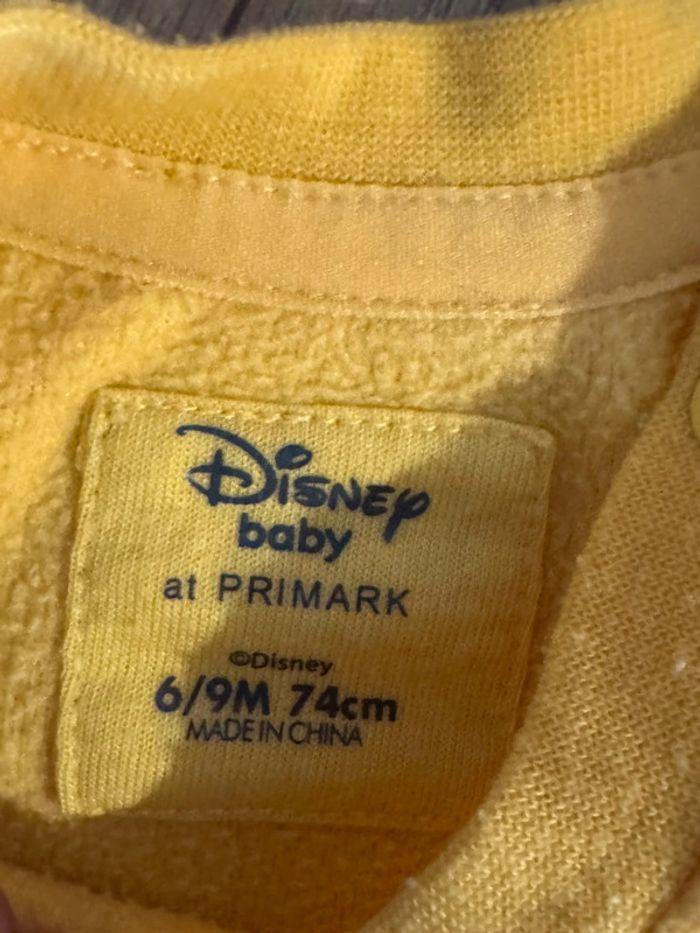 Disney
baby
at PRIMARK
©Disney
6/9M 74cm
MADE IN CHINA